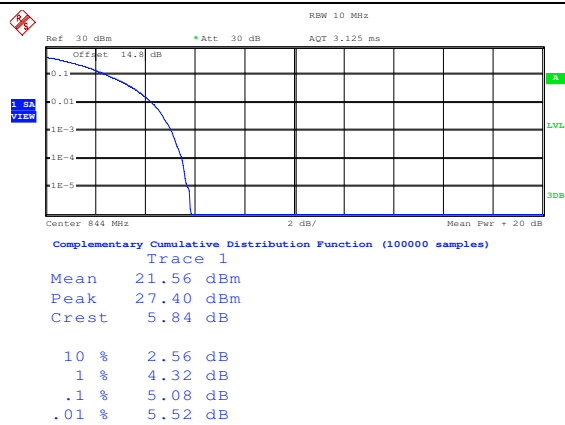 RBW 10 MHz
Ref 30 dBm *Att 30 dB AQT 3.125 ms
Offset 14.8 dB
0.1
A
0.01
1 SA
VIEW
LVL
1E-3
1E-4
1E-5
3DB
Center 844 MHz 2 dB/ Mean Pwr + 20 dB
Complementary Cumulative Distribution Function (100000 samples)
Trace 1
Mean 21.56 dBm
Peak 27.40 dBm
Crest 5.84 dB
10 % 2.56 dB
1 % 4.32 dB
.1 % 5.08 dB
.01 % 5.52 dB